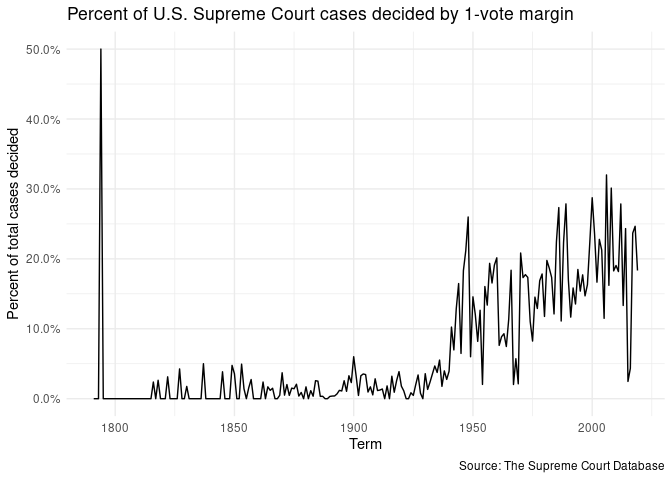 Percent of U.S. Supreme Court cases decided by 1-vote margin
Percent of total cases decided
50.0%
40.0%
30.0%
20.0%
10.0%
0.0%
1800 1850 1900 1950 2000
Term
Source: The Supreme Court Database